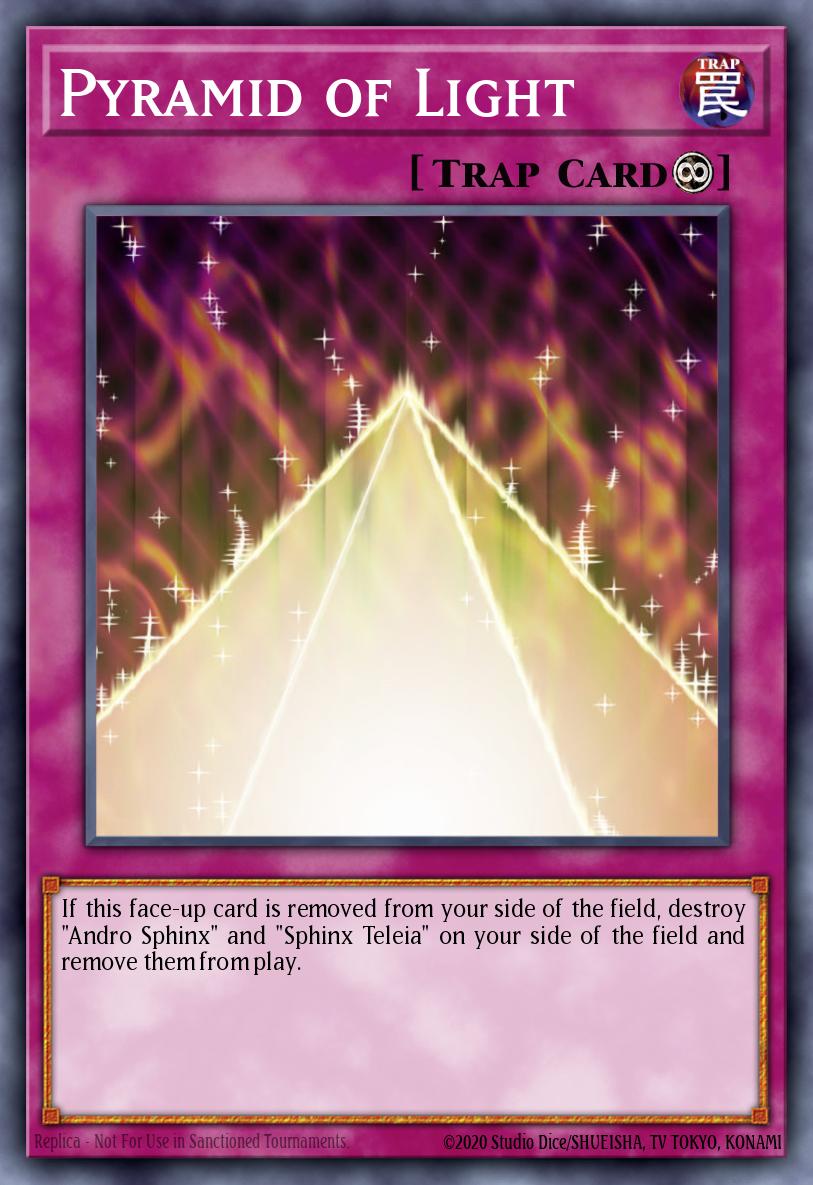 Pyramid of Light
TRAP
罠
[Trap Card]
If this face-up card is removed from your side of the field, destroy
"Andro Sphinx" and "Sphinx Teleia" on your side of the field and
remove them from play.
Replica - Not For Use in Sanctioned Tournaments.
©2020 Studio Dice/SHUEISHA, TV TOKYO, KONAMI